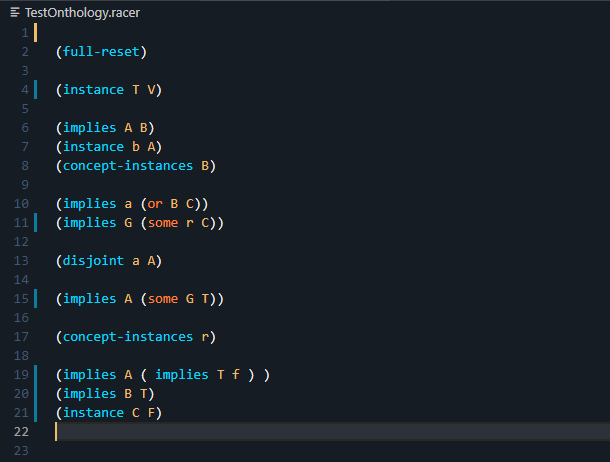 TestOnthology.racer
1
2 (full-reset)
3
4 (instance T V)
5
6 (implies A B)
7 (instance b A)
8 (concept-instances B)
9
10 (implies a (or B C))
11 (implies G (some r C))
12
13 (disjoint a A)
14
15 (implies A (some G T))
16
17 (concept-instances r)
18
19 (implies A ( implies T f ) )
20 (implies B T)
21 (instance C F)
22
23